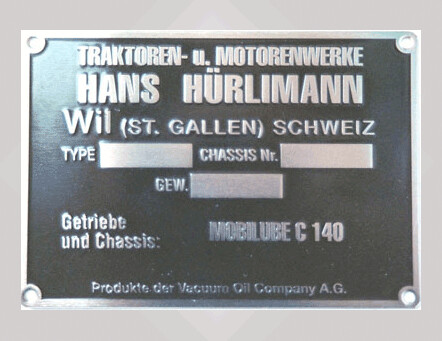 TRAKTOREN- u. MOTORENWERKE
HANS HÜRLIMANN
Wil (ST. GALLEN) SCHWEIZ
TYPE CHASSIS Nr.
GEW.
Getriebe
und Chassis: MOBILUBE C 140
Produkte der Vacuum Oil Company A.G.